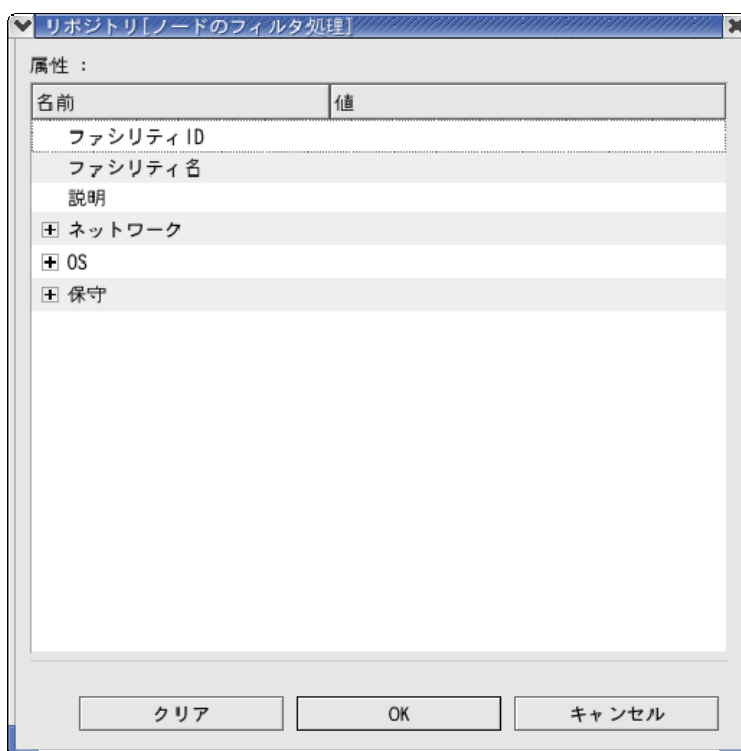 リポジトリ[ノードのフィルタ処理]
属性 :
名前 値
ファシリティID
ファシリティ名
説明
ネットワーク
OS
保守
クリア OK キャンセル